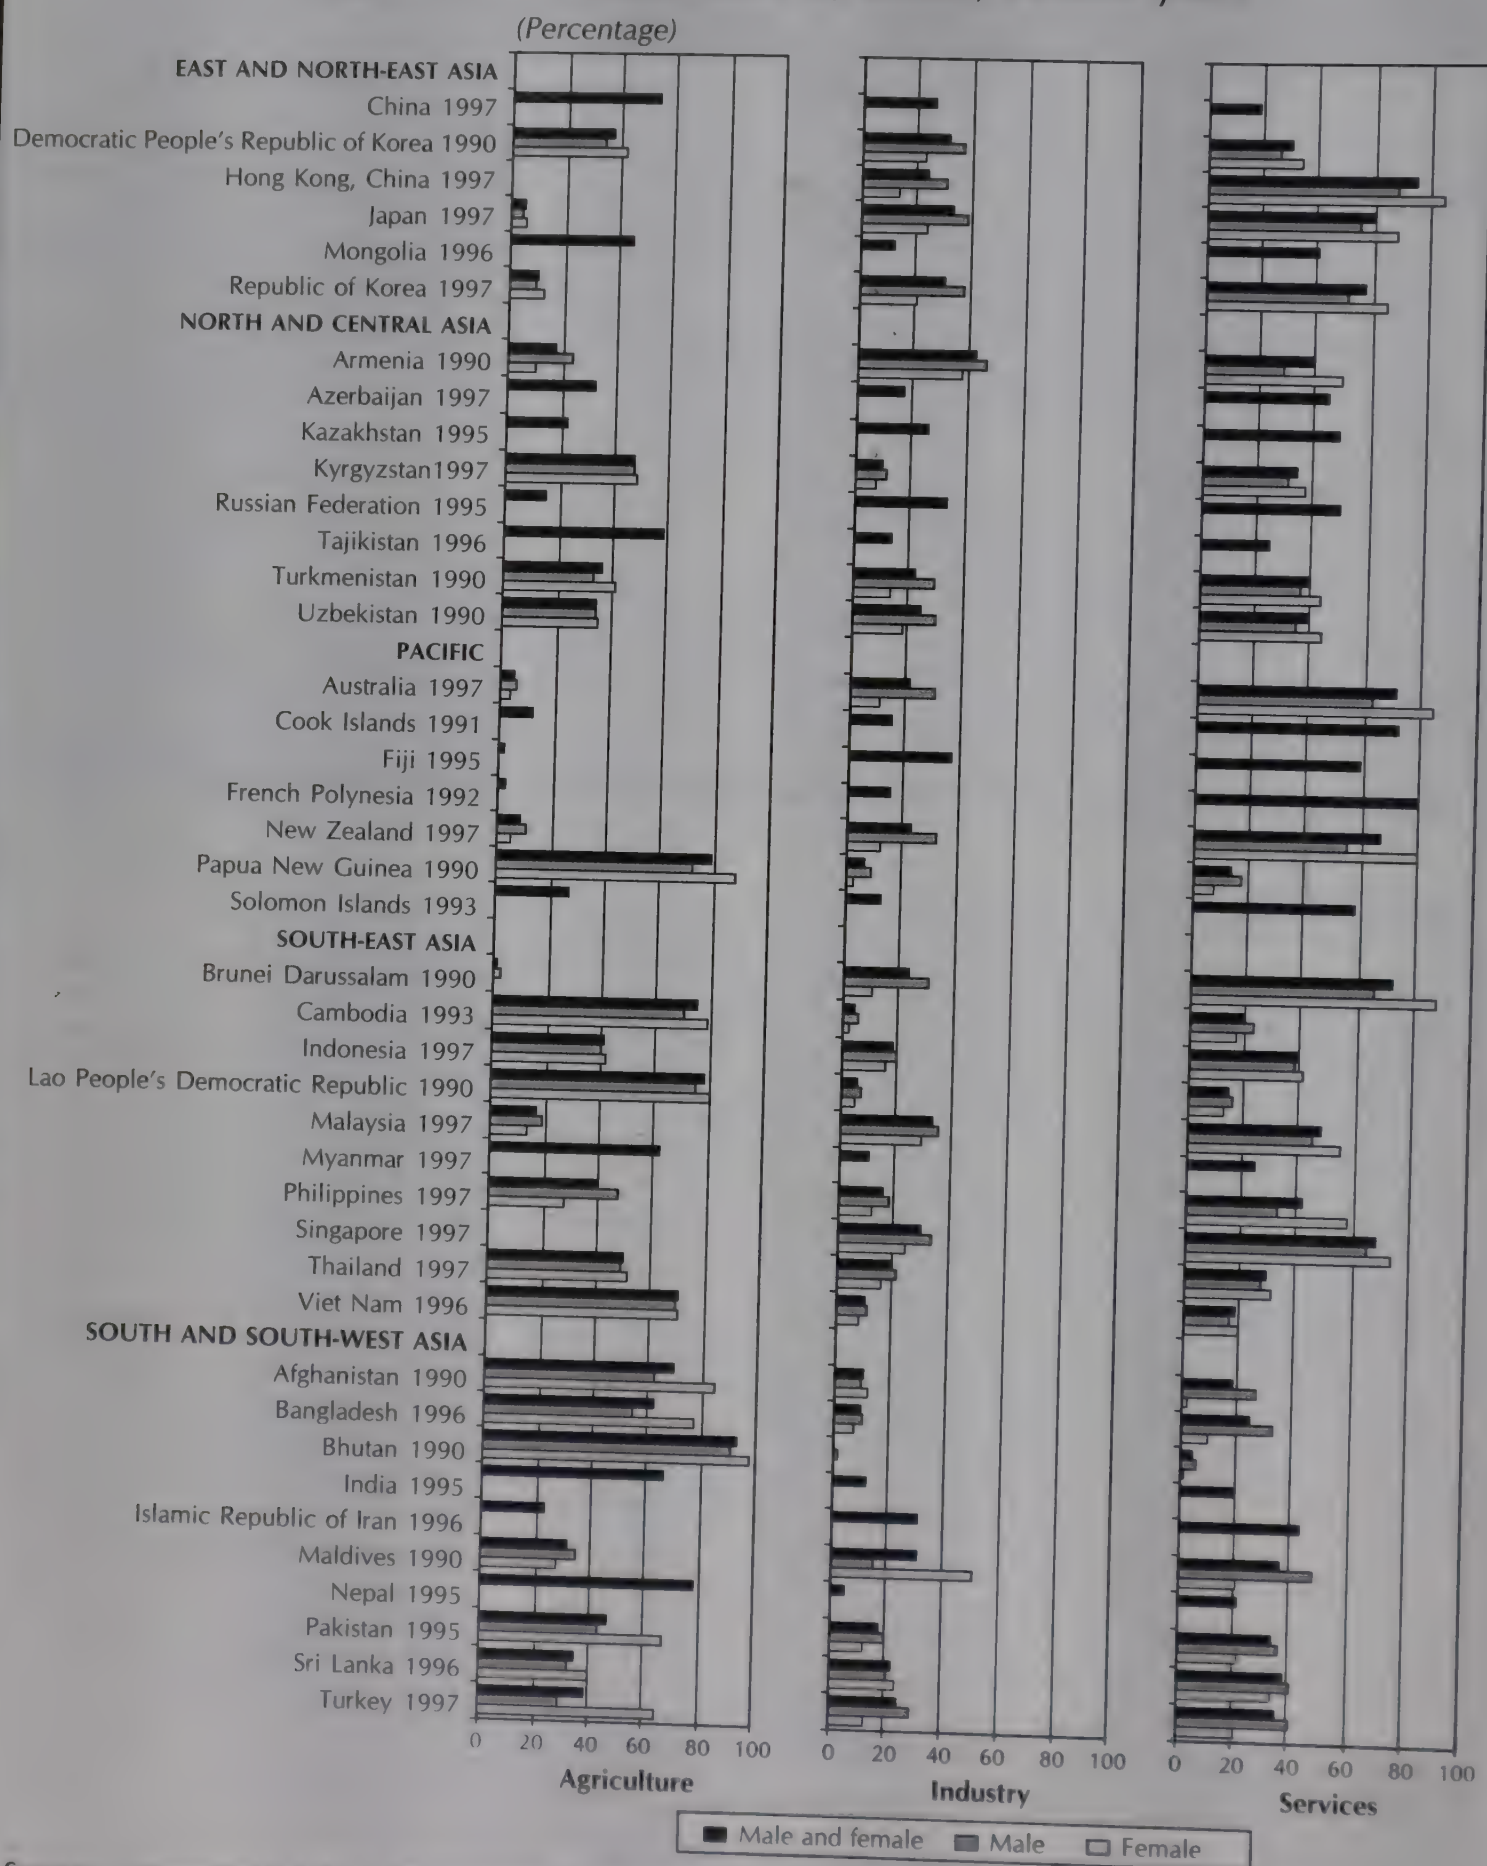 (Percentage)
EAST AND NORTH-EAST ASIA
China 1997
Democratic People's Republic of Korea 1990
Hong Kong, China 1997
Japan 1997
Mongolia 1996
Republic of Korea 1997
NORTH AND CENTRAL ASIA
Armenia 1990
Azerbaijan 1997
Kazakhstan 1995
Kyrgyzstan1997
Russian Federation 1995
Tajikistan 1996
Turkmenistan 1990
Uzbekistan 1990
PACIFIC
Australia 1997
Cook Islands 1991
Fiji 1995
French Polynesia 1992
New Zealand 1997
Papua New Guinea 1990
Solomon Islands 1993
SOUTH-EAST ASIA
Brunei Darussalam 1990
Cambodia 1993
Indonesia 1997
Lao People's Democratic Republic 1990
Malaysia 1997
Myanmar 1997
Philippines 1997
Singapore 1997
Thailand 1997
Viet Nam 1996
SOUTH AND SOUTH-WEST ASIA
Afghanistan 1990
Bangladesh 1996
Bhutan 1990
India 1995
Islamic Republic of Iran 1996
Maldives 1990
Nepal 1995
Pakistan 1995
Sri Lanka 1996
Turkey 1997
0 20 40 60 80 100
Agriculture
0 20 40 60 80 100
Industry
0 20 40 60 80 100
Services
Male and female Male Female